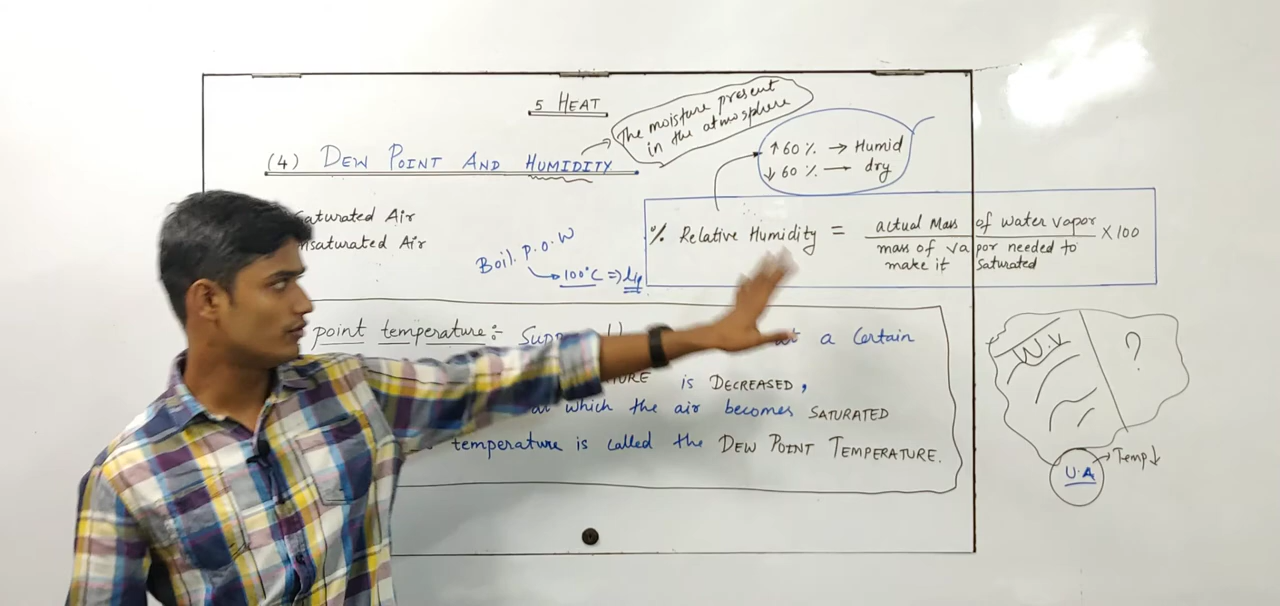 5 HEAT
(4) DEW POINT AND HUMIDITY
The moisture present
in the atmosphere
↑ 60 % → Humid
↓ 60 % → dry
Saturated Air
nsaturated Air
Boil. P.O.W
→ 100°C ⇒
% Relative Humidity = actual Mass of water vapor
mass of vapor needed to
make it saturated
X 100
point temperature :-
at a Certain
is DECREASED,
at which the air becomes SATURATED
temperature is called the DEW POINT TEMPERATURE.
W.V
?
U.A
→ Temp↓